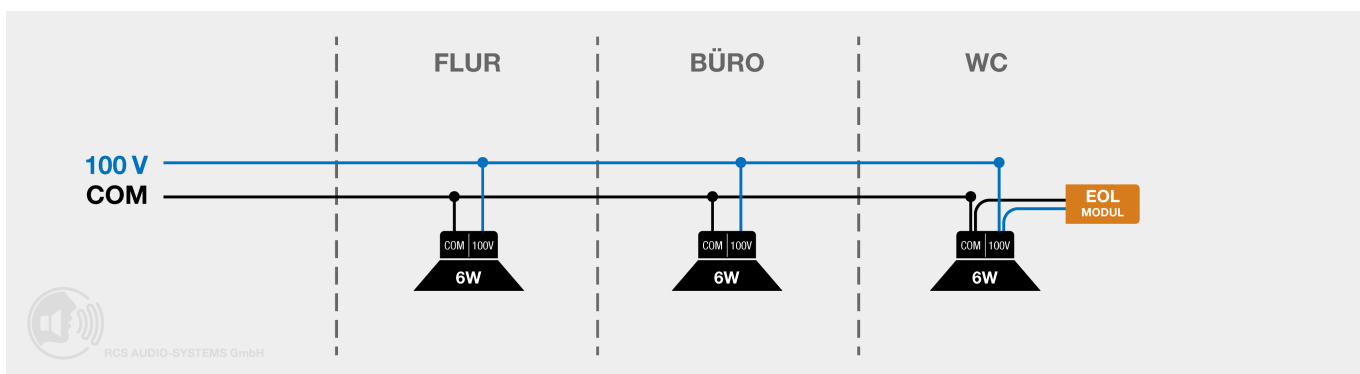 FLUR
BÜRO
WC
100 V
COM
EOL
MODUL
COM 100V
6W
COM 100V
6W
COM 100V
6W
RCS AUDIO-SYSTEMS GmbH